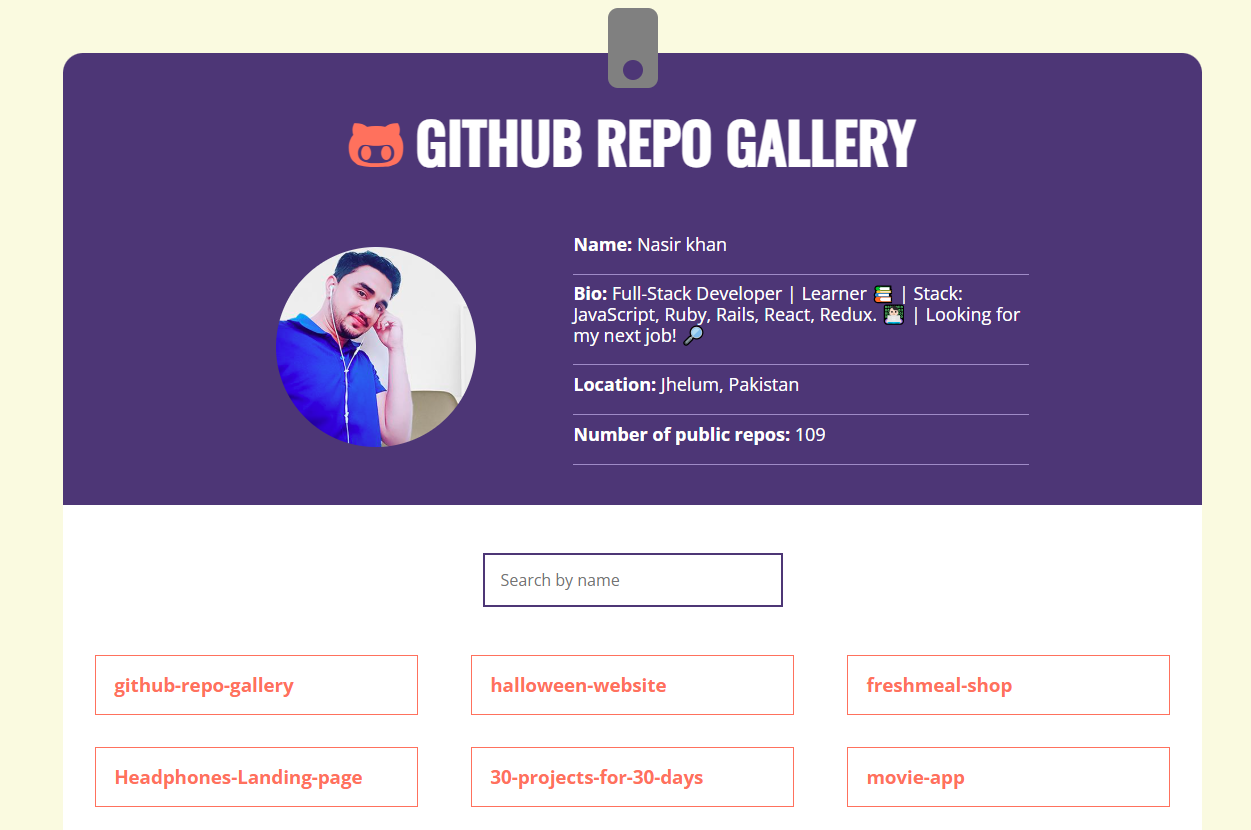 GITHUB REPO GALLERY
Name: Nasir khan
Bio: Full-Stack Developer | Learner 📚 | Stack:
JavaScript, Ruby, Rails, React, Redux. 👨🏻‍💻 | Looking for
my next job! 🔎
Location: Jhelum, Pakistan
Number of public repos: 109
Search by name
github-repo-gallery
halloween-website
freshmeal-shop
Headphones-Landing-page
30-projects-for-30-days
movie-app